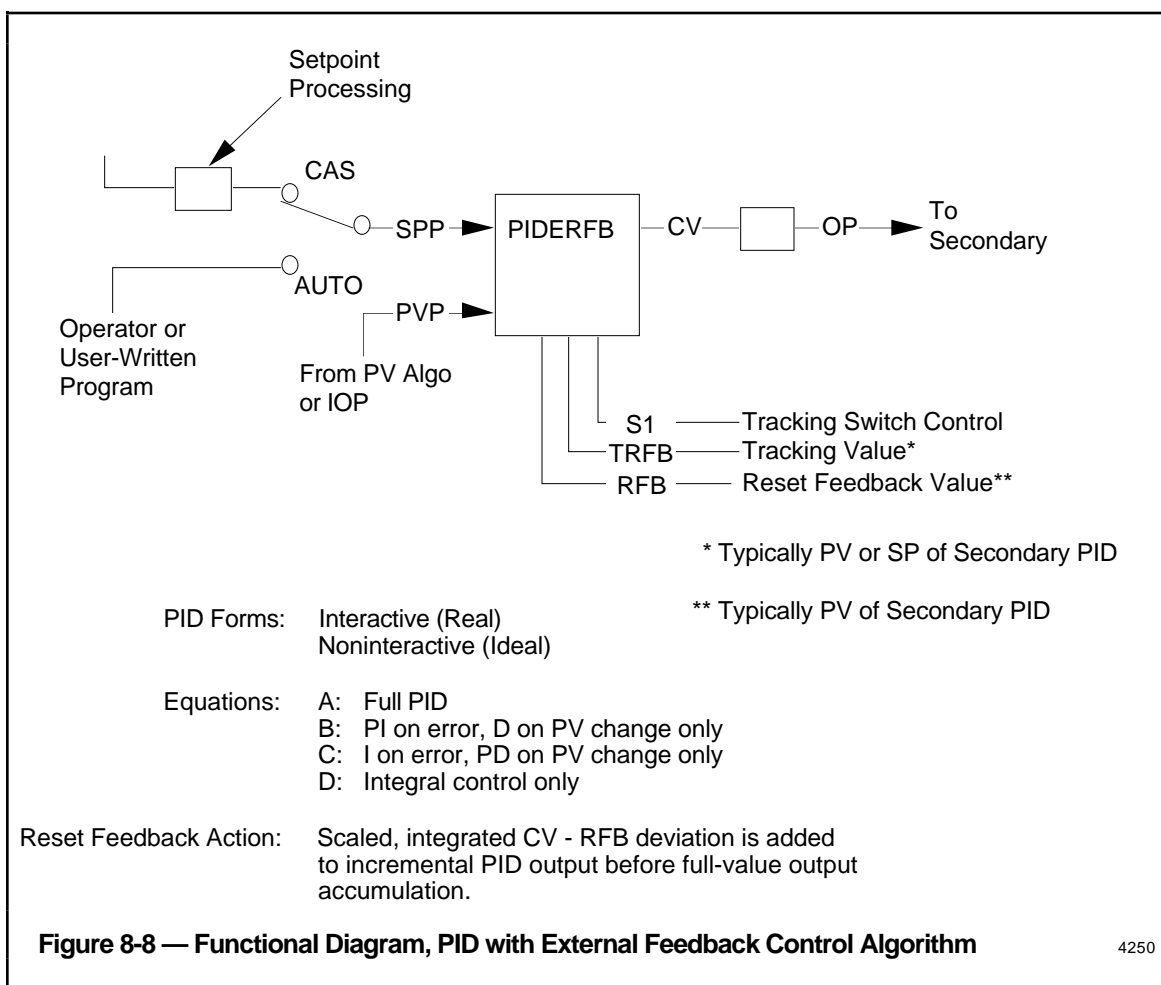 Setpoint
Processing
CAS
SPP
PIDERFB
CV
OP
To
Secondary
AUTO
PVP
Operator or
User-Written
Program
From PV Algo
or IOP
S1 Tracking Switch Control
TRFB Tracking Value*
RFB Reset Feedback Value**
* Typically PV or SP of Secondary PID
** Typically PV of Secondary PID
PID Forms: Interactive (Real)
Noninteractive (Ideal)
Equations: A: Full PID
B: PI on error, D on PV change only
C: I on error, PD on PV change only
D: Integral control only
Reset Feedback Action: Scaled, integrated CV - RFB deviation is added
to incremental PID output before full-value output
accumulation.
Figure 8-8 — Functional Diagram, PID with External Feedback Control Algorithm 4250